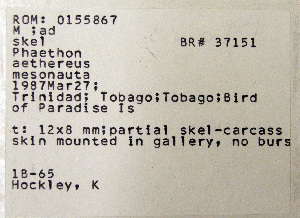 ROM: 0155867
M ;ad
skel BR# 37151
Phaethon
aethereus
mesonauta
1987Mar27;
Trinidad; Tobago;Tobago;Bird
of Paradise Is
t: 12x8 mm;partial skel-carcass
skin mounted in gallery, no burs
1B-65
Hockley, K